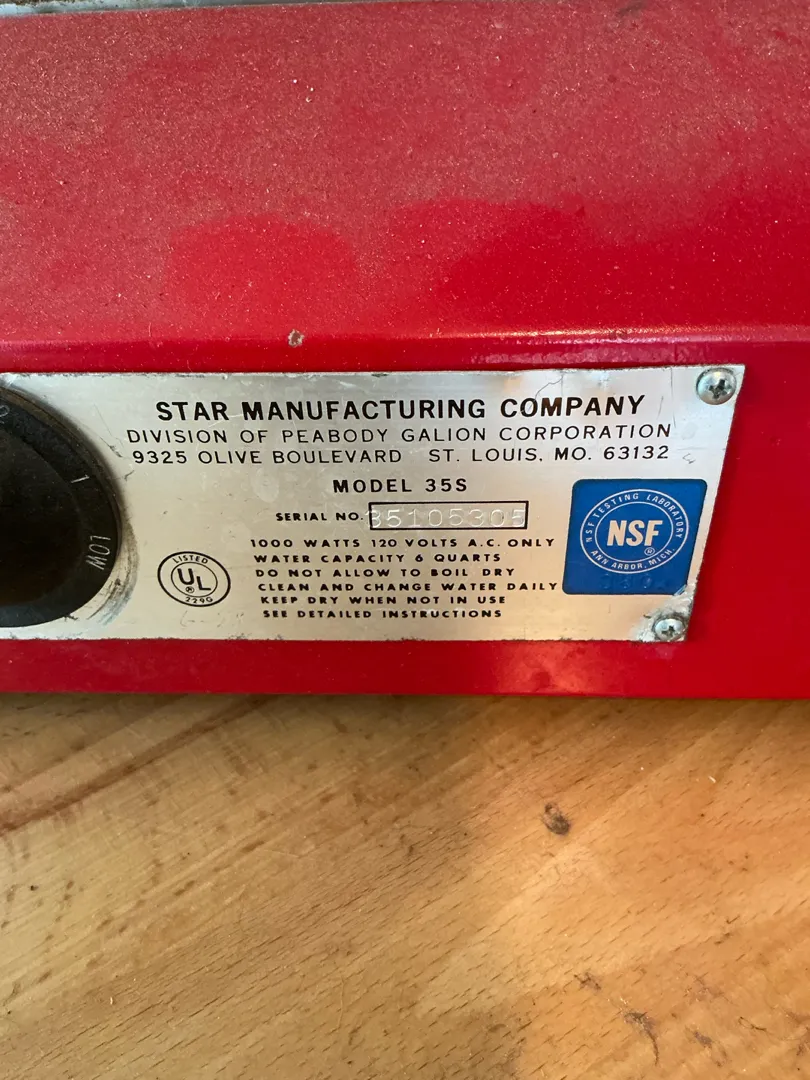 STAR MANUFACTURING COMPANY
DIVISION OF PEABODY GALION CORPORATION
9325 OLIVE BOULEVARD ST. LOUIS, MO. 63132
MODEL 35S
SERIAL NO. 35105305
1000 WATTS 120 VOLTS A.C. ONLY
WATER CAPACITY 6 QUARTS
DO NOT ALLOW TO BOIL DRY
CLEAN AND CHANGE WATER DAILY
KEEP DRY WHEN NOT IN USE
SEE DETAILED INSTRUCTIONS
LISTED
UL
®
229G
NSF TESTING LABORATORY
NSF
®
ANN ARBOR, MICH.
1
LOW